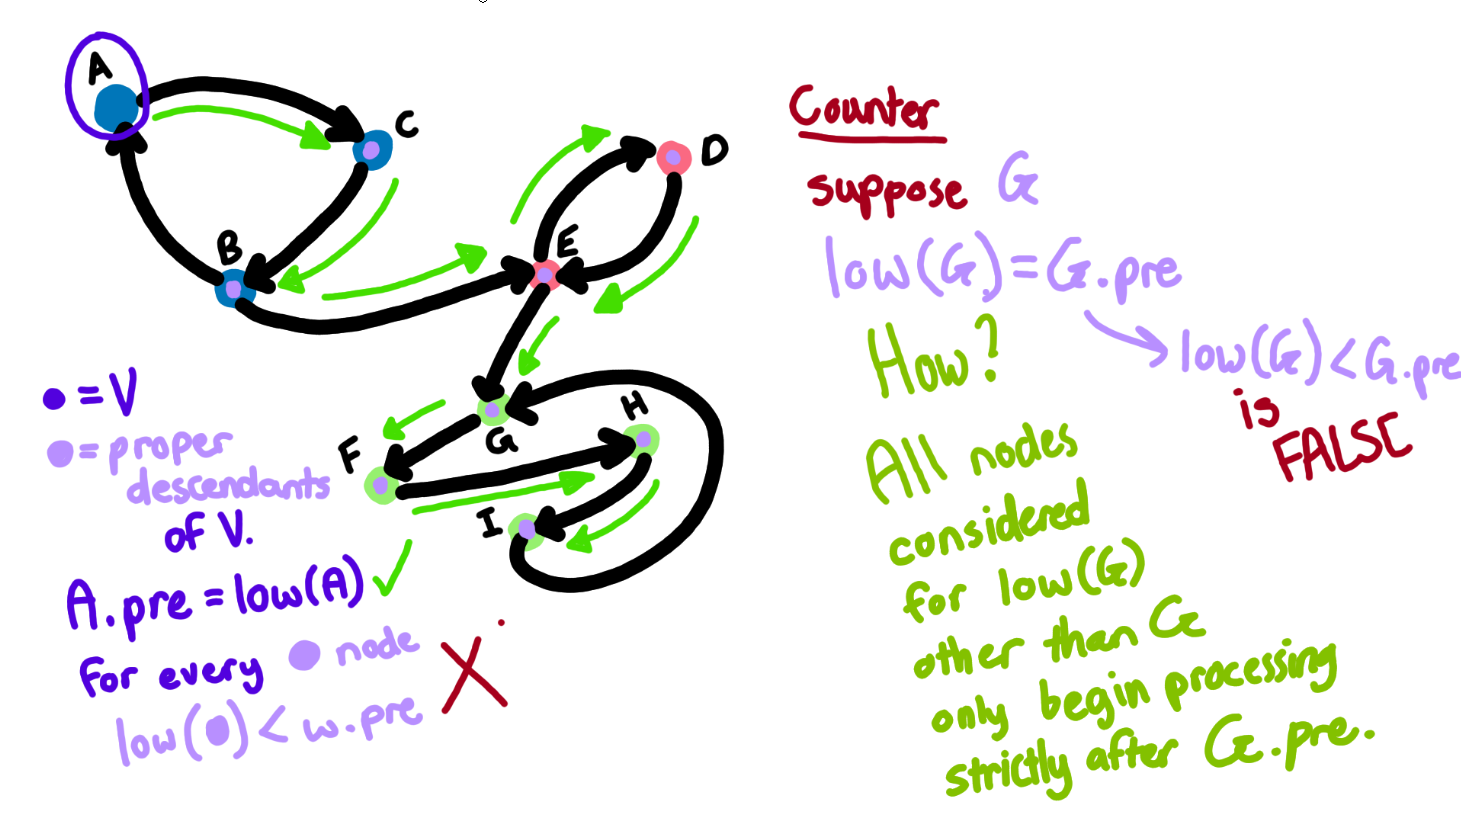 A
C
D
B
E
G
H
F
I
= V
= proper
descendants
of V.
A.pre = low(A) ✓
For every node
low( ) < w.pre
X
Counter
suppose G
low(G) = G.pre
How?
low(G) < G.pre
is
FALSE
All nodes
considered
for low(G)
other than G
only begin processing
strictly after G.pre.